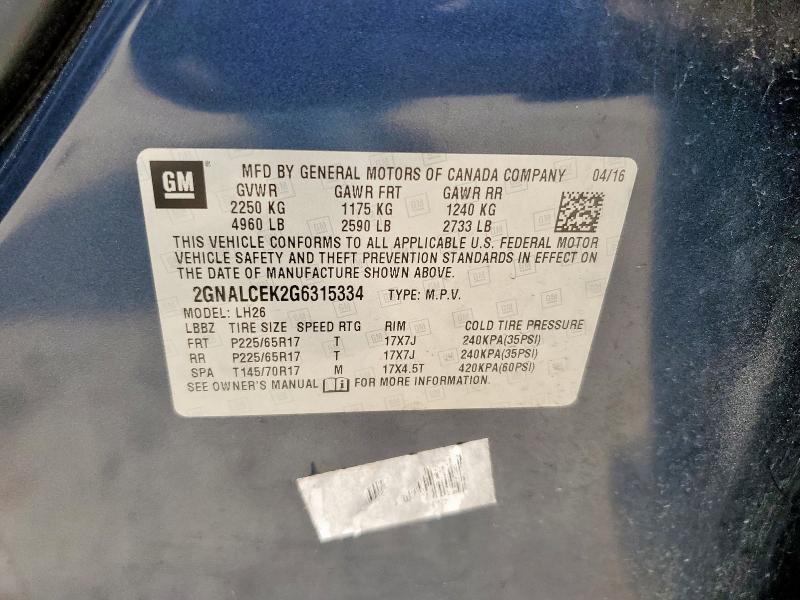 GM
MFD BY GENERAL MOTORS OF CANADA COMPANY 04/16
GVWR GAWR FRT GAWR RR
2250 KG 1175 KG 1240 KG
4960 LB 2590 LB 2733 LB
THIS VEHICLE CONFORMS TO ALL APPLICABLE U.S. FEDERAL MOTOR
VEHICLE SAFETY AND THEFT PREVENTION STANDARDS IN EFFECT ON
THE DATE OF MANUFACTURE SHOWN ABOVE.
2GNALCEK2G6315334 TYPE: M.P.V.
MODEL: LH26
LBBZ TIRE SIZE SPEED RTG RIM COLD TIRE PRESSURE
FRT P225/65R17 T 17X7J 240KPA(35PSI)
RR P225/65R17 T 17X7J 240KPA(35PSI)
SPA T145/70R17 M 17X4.5T 420KPA(60PSI)
SEE OWNER'S MANUAL FOR MORE INFORMATION.